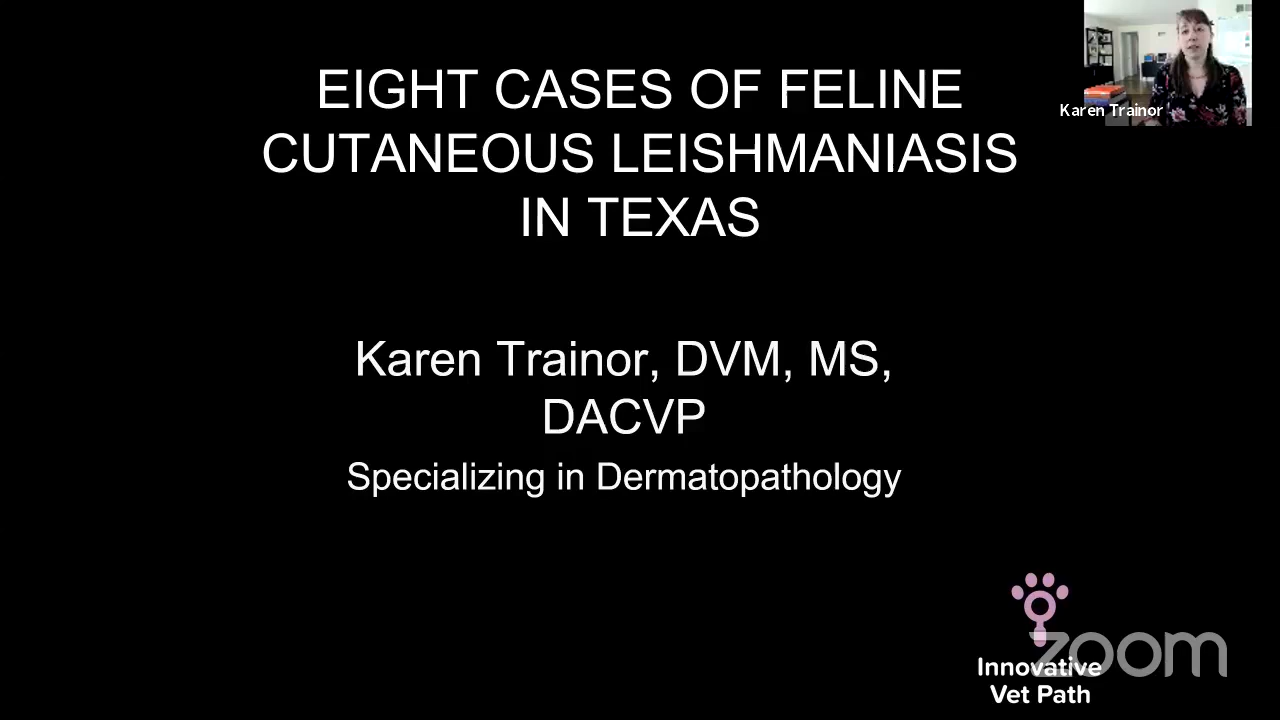 EIGHT CASES OF FELINE
CUTANEOUS LEISHMANIASIS
IN TEXAS
Karen Trainor
Karen Trainor, DVM, MS,
DACVP
Specializing in Dermatopathology
zoom
Innovative
Vet Path